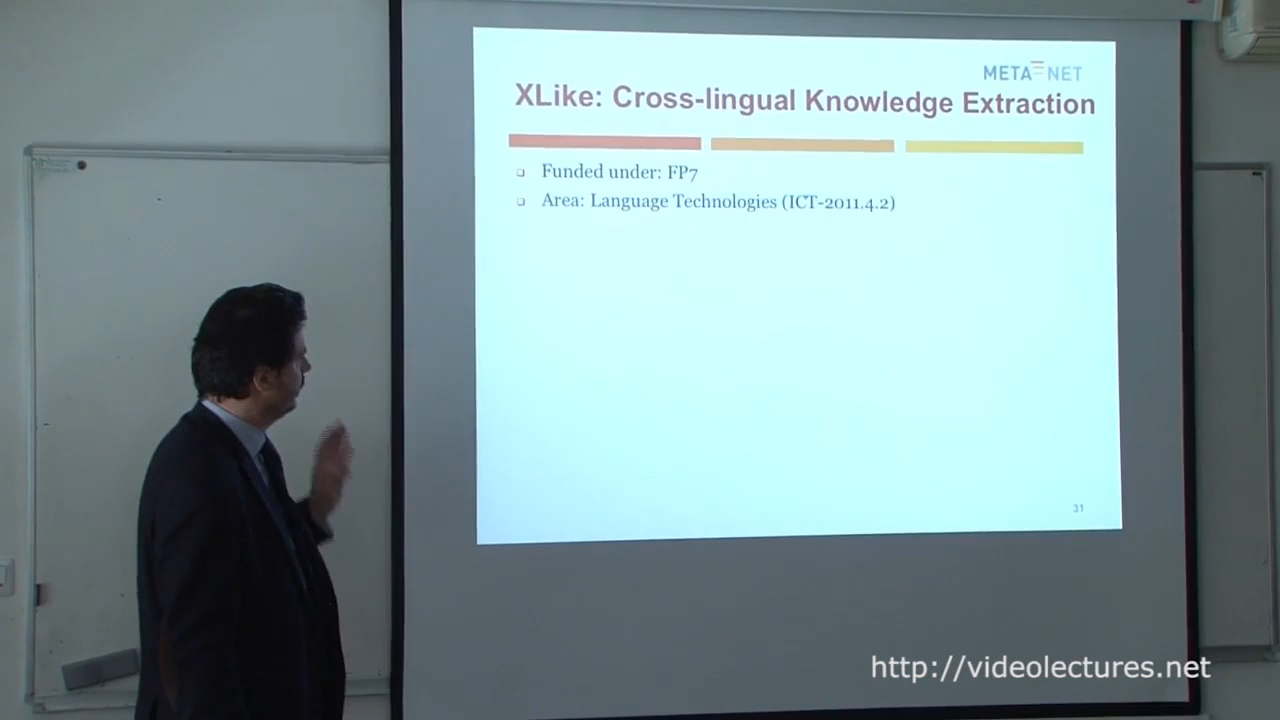 META NET
XLike: Cross-lingual Knowledge Extraction
Funded under: FP7
Area: Language Technologies (ICT-2011.4.2)
31
http://videolectures.net